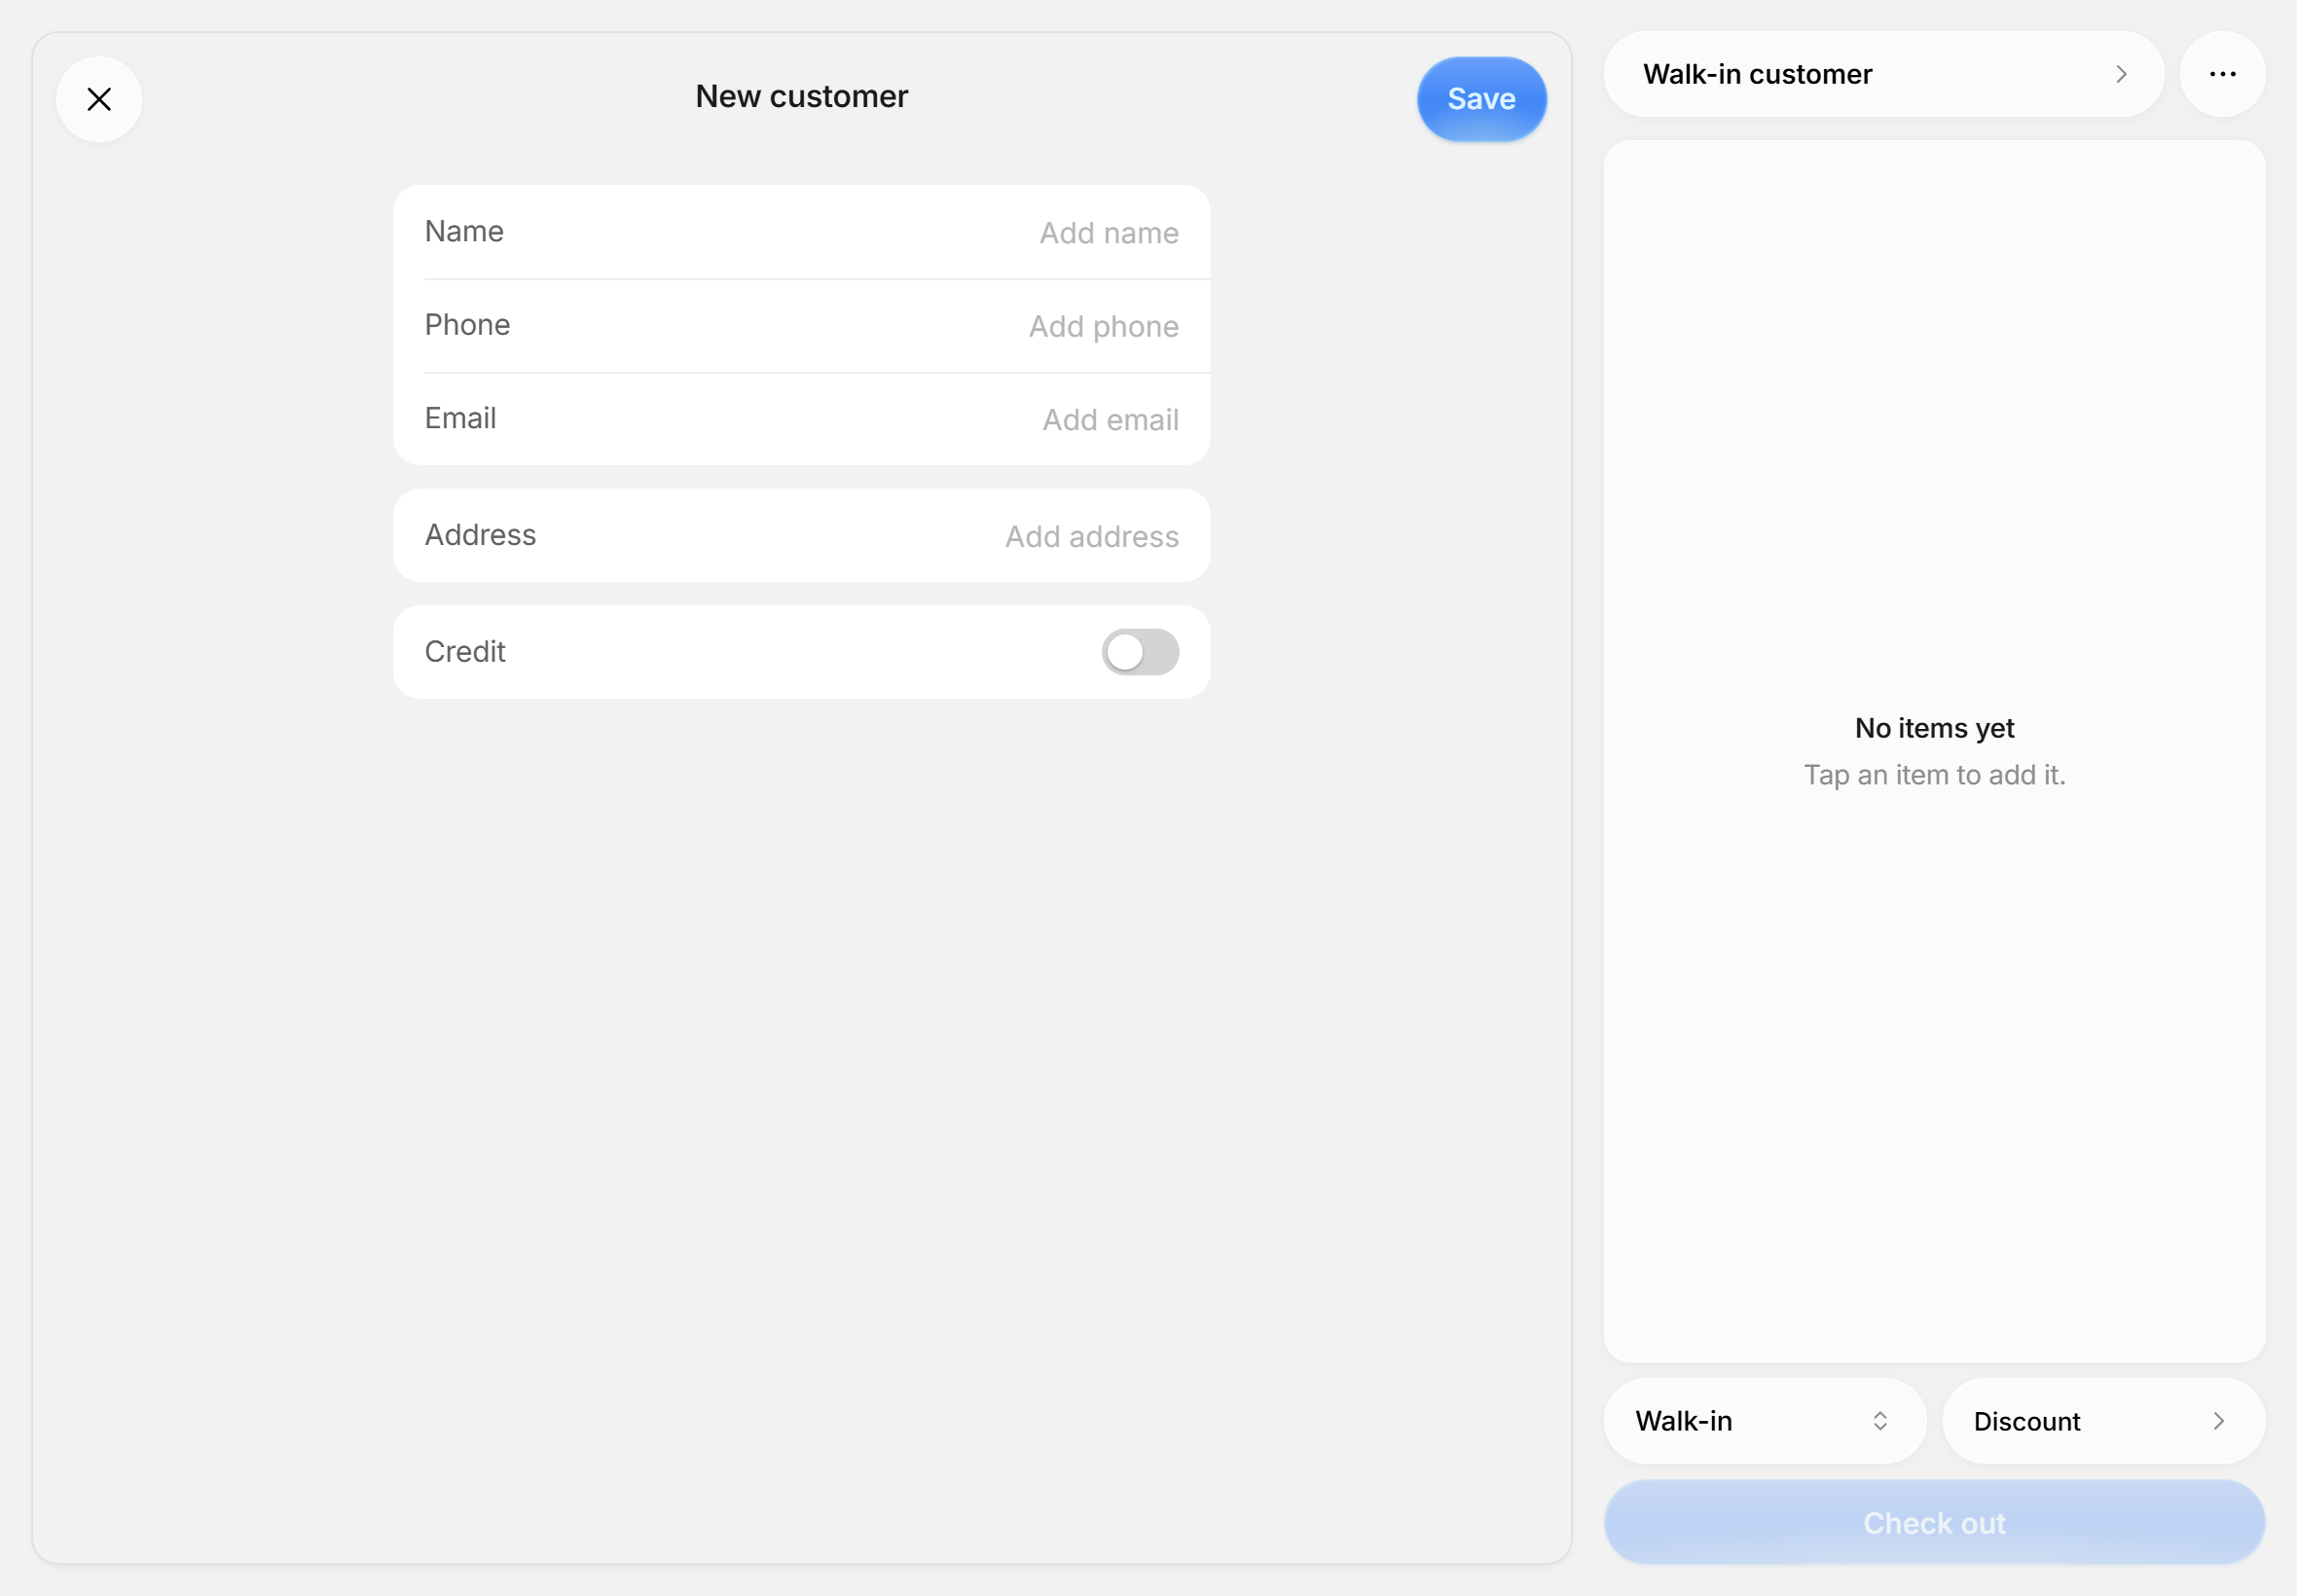 New customer
Save
Name
Add name
Phone
Add phone
Email
Add email
Address
Add address
Credit
Walk-in customer
No items yet
Tap an item to add it.
Walk-in
Discount
Check out